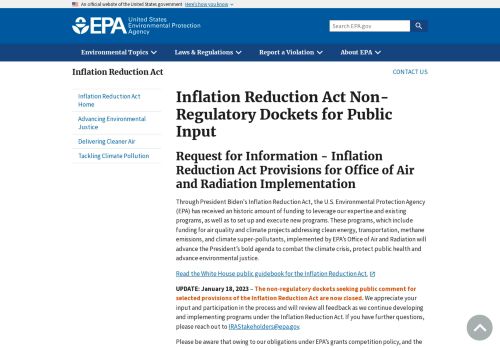 An official website of the United States government Here's how you know
EPA United States
Environmental Protection
Agency
Search EPA.gov
Environmental Topics Laws & Regulations Report a Violation About EPA
Inflation Reduction Act
CONTACT US
Inflation Reduction Act
Home
Advancing Environmental
Justice
Delivering Cleaner Air
Tackling Climate Pollution
Inflation Reduction Act Non-
Regulatory Dockets for Public
Input
Request for Information - Inflation
Reduction Act Provisions for Office of Air
and Radiation Implementation
Through President Biden's Inflation Reduction Act, the U.S. Environmental Protection Agency
(EPA) has received an historic amount of funding to leverage our expertise and existing
programs, as well as to set up and execute new programs. These programs, which include
funding for air quality and climate projects addressing clean energy, transportation, methane
emissions, and climate super-pollutants, implemented by EPA's Office of Air and Radiation will
advance the President's bold agenda to combat the climate crisis, protect public health and
advance environmental justice.
Read the White House public guidebook for the Inflation Reduction Act.
UPDATE: January 18, 2023 – The non-regulatory dockets seeking public comment for
selected provisions of the Inflation Reduction Act are now closed. We appreciate your
input and participation in the process and will review all feedback as we continue developing
and implementing programs under the Inflation Reduction Act. If you have further questions,
please reach out to IRAStakeholders@epa.gov.
Please be aware that owing to our obligations under EPA's grants competition policy, and the